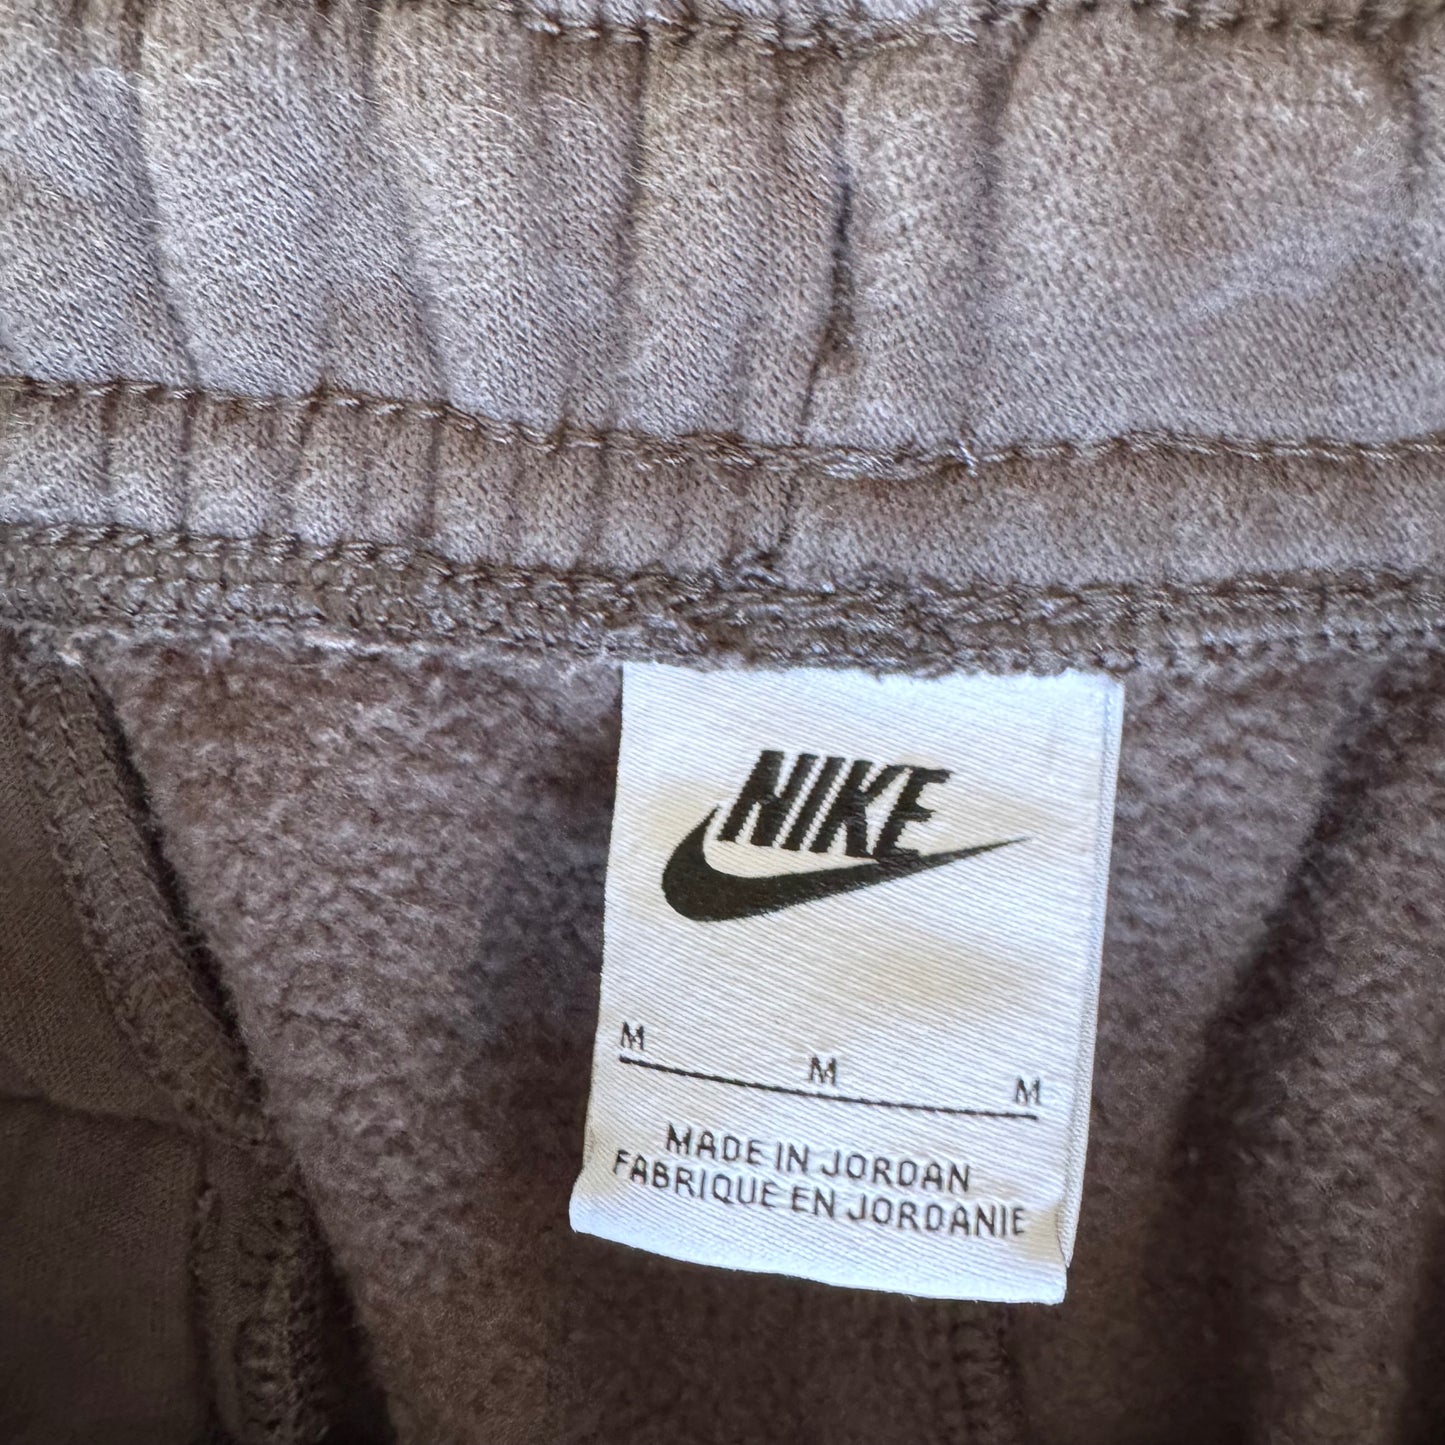 NIKE
M M M
MADE IN JORDAN
FABRIQUE EN JORDANIE